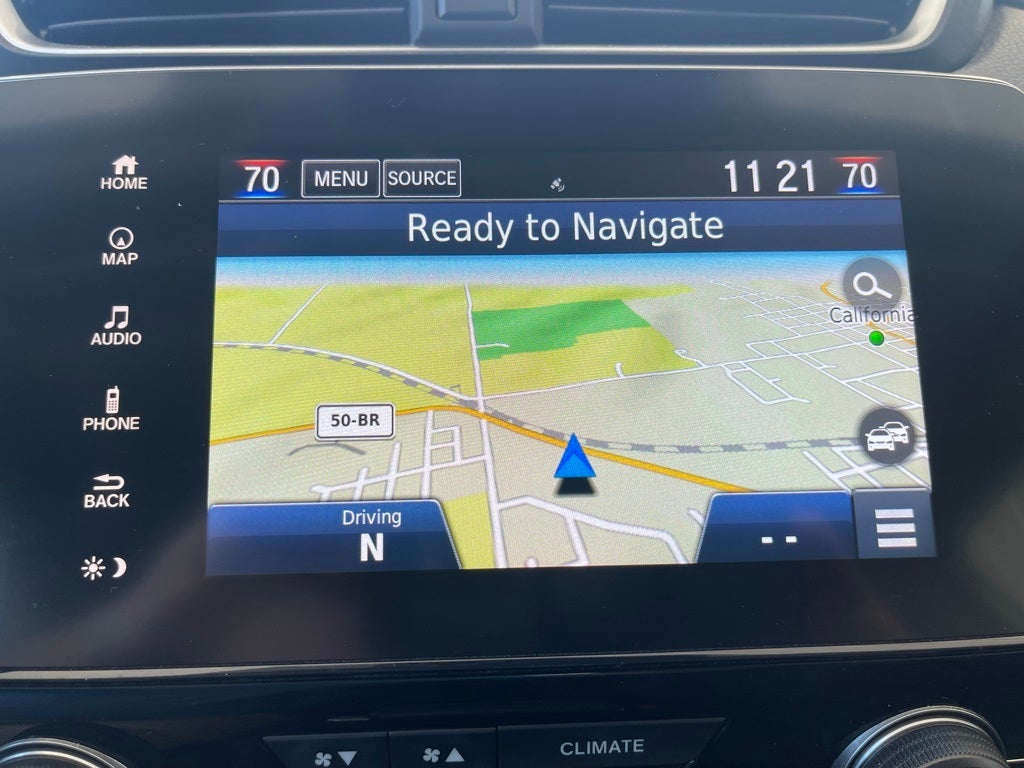 HOME
MAP
AUDIO
PHONE
BACK
70 MENU SOURCE 11 21 70
Ready to Navigate
California
50-BR
Driving
N
--
CLIMATE